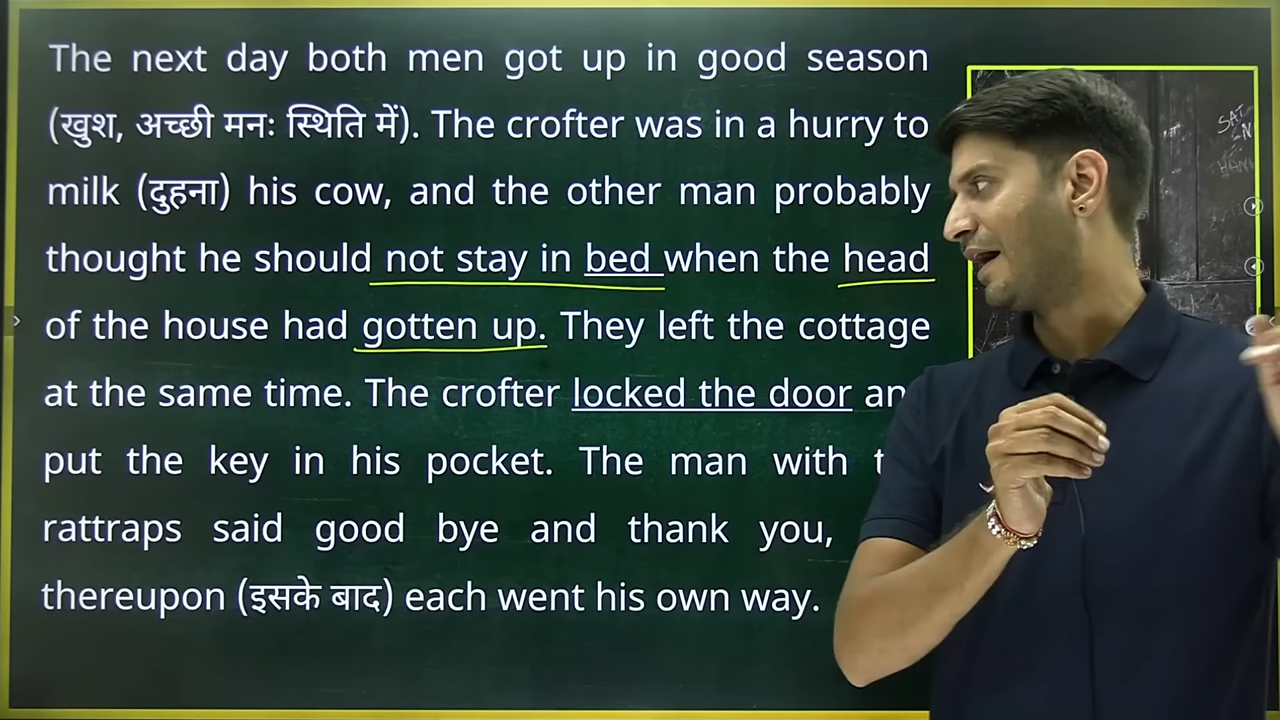 The next day both men got up in good season
(खुश, अच्छी मनः स्थिति में). The crofter was in a hurry to
milk (दुहना) his cow, and the other man probably
thought he should not stay in bed when the head
of the house had gotten up. They left the cottage
at the same time. The crofter locked the door
put the key in his pocket. The man with
rattraps said good bye and thank you,
thereupon (इसके बाद) each went his own way.